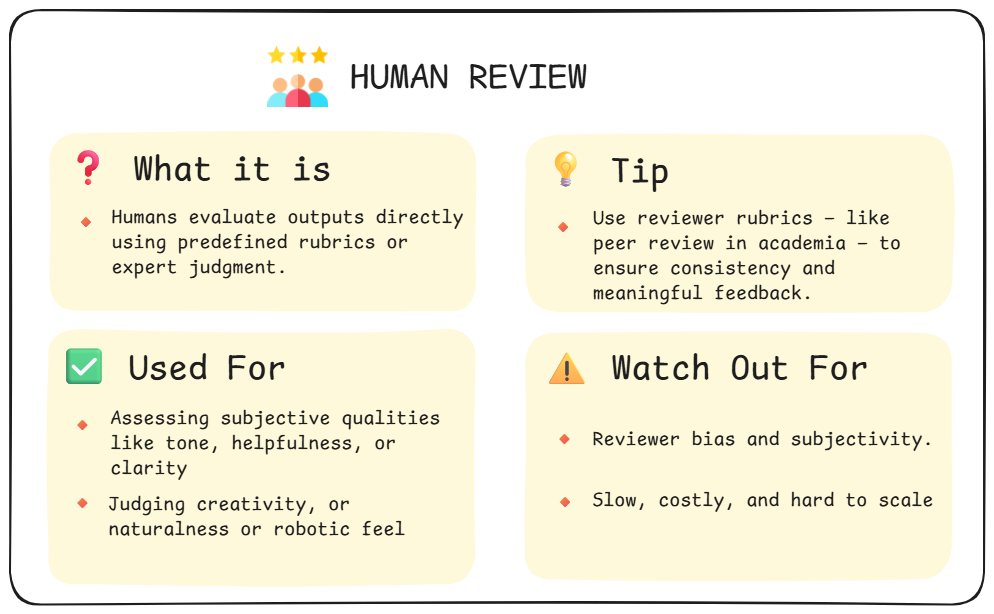 HUMAN REVIEW
What it is
Humans evaluate outputs directly
using predefined rubrics or
expert judgment.
Tip
Use reviewer rubrics – like
peer review in academia – to
ensure consistency and
meaningful feedback.
Used For
Assessing subjective qualities
like tone, helpfulness, or
clarity
Judging creativity, or
naturalness or robotic feel
Watch Out For
Reviewer bias and subjectivity.
Slow, costly, and hard to scale